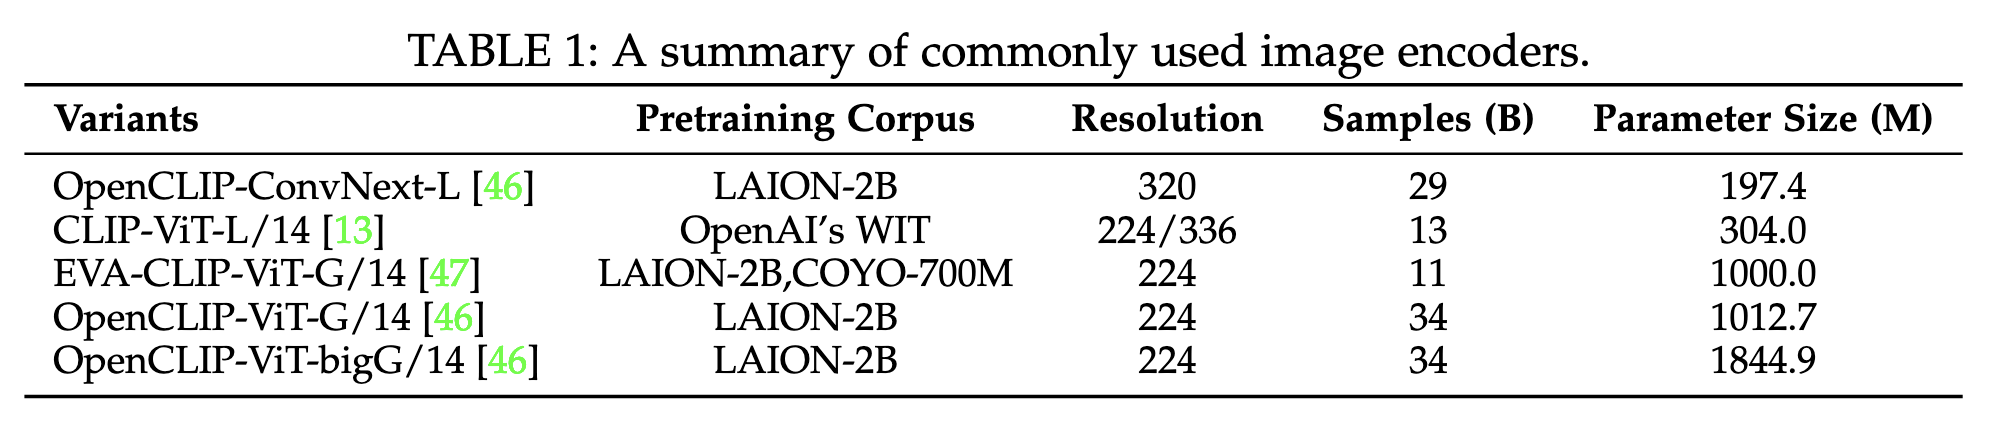 TABLE 1: A summary of commonly used image encoders.
Variants Pretraining Corpus Resolution Samples (B) Parameter Size (M)
OpenCLIP-ConvNext-L [46] LAION-2B 320 29 197.4
CLIP-ViT-L/14 [13] OpenAI's WIT 224/336 13 304.0
EVA-CLIP-ViT-G/14 [47] LAION-2B,COYO-700M 224 11 1000.0
OpenCLIP-ViT-G/14 [46] LAION-2B 224 34 1012.7
OpenCLIP-ViT-bigG/14 [46] LAION-2B 224 34 1844.9